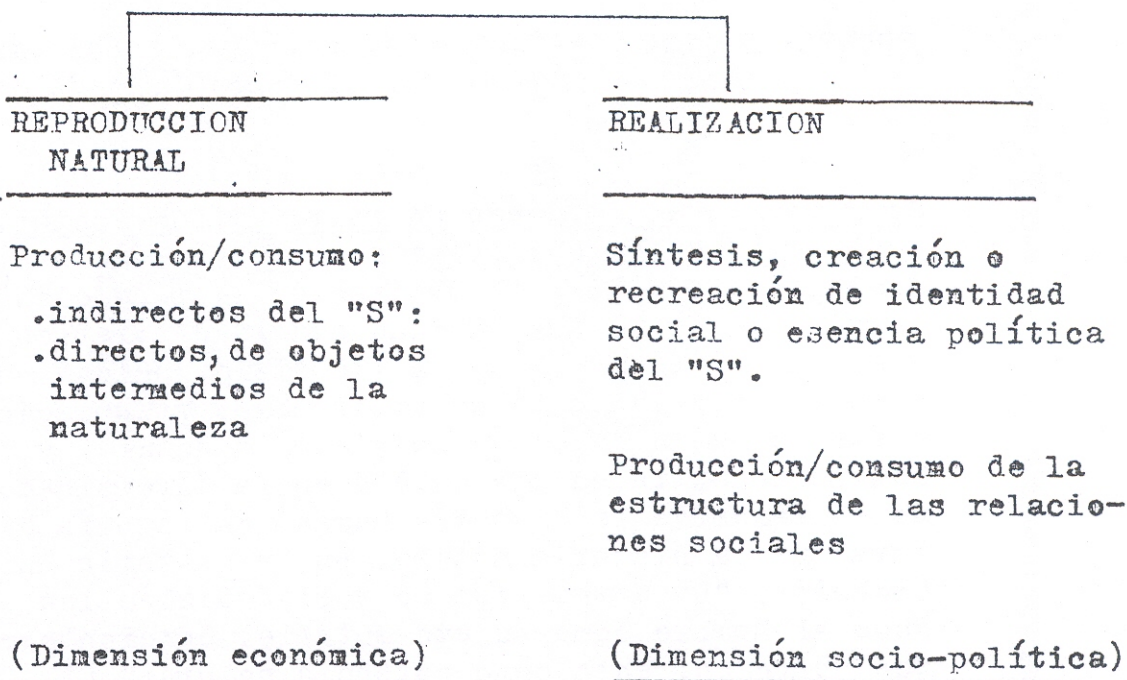 REPRODUCCION
NATURAL
Producción/consumo:
.indirectos del "S":
.directos, de objetos
intermedios de la
naturaleza
(Dimensión económica)
REALIZACION
Síntesis, creación o
recreación de identidad
social o esencia política
del "S".
Producción/consumo de la
estructura de las relacio-
nes sociales
(Dimensión socio-política)